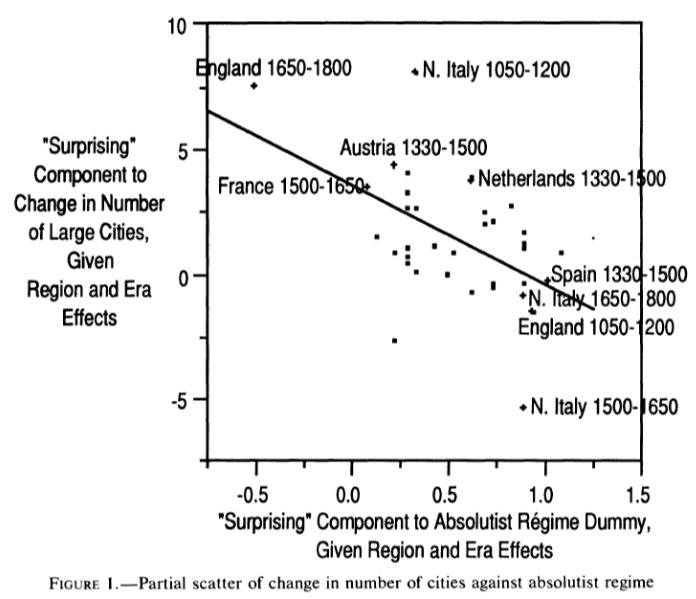 10
England 1650-1800
N. Italy 1050-1200
"Surprising"
Component to
Change in Number
of Large Cities,
Given
Region and Era
Effects
5
Austria 1330-1500
France 1500-1650
Netherlands 1330-1500
0
Spain 1330-1500
N. Italy 1650-1800
England 1050-1200
-5
N. Italy 1500-1650
-0.5 0.0 0.5 1.0 1.5
"Surprising" Component to Absolutist Régime Dummy,
Given Region and Era Effects
FIGURE 1.—Partial scatter of change in number of cities against absolutist regime